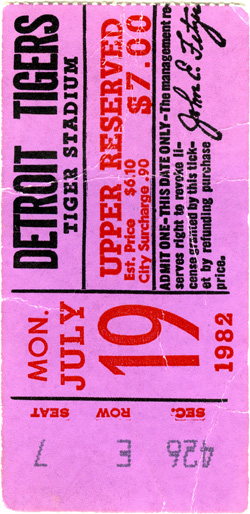 DETROIT TIGERS
TIGER STADIUM
UPPER RESERVED
Est. Price $6.10
City Surcharge .90
$7.00
ADMIT ONE—THIS DATE ONLY—The management re-
serves right to revoke li-
cense granted by this tick-
et by refunding purchase
price.
John E. Fetzer
MON.
JULY
19
1982
SEC. ROW SEAT
426 E 7